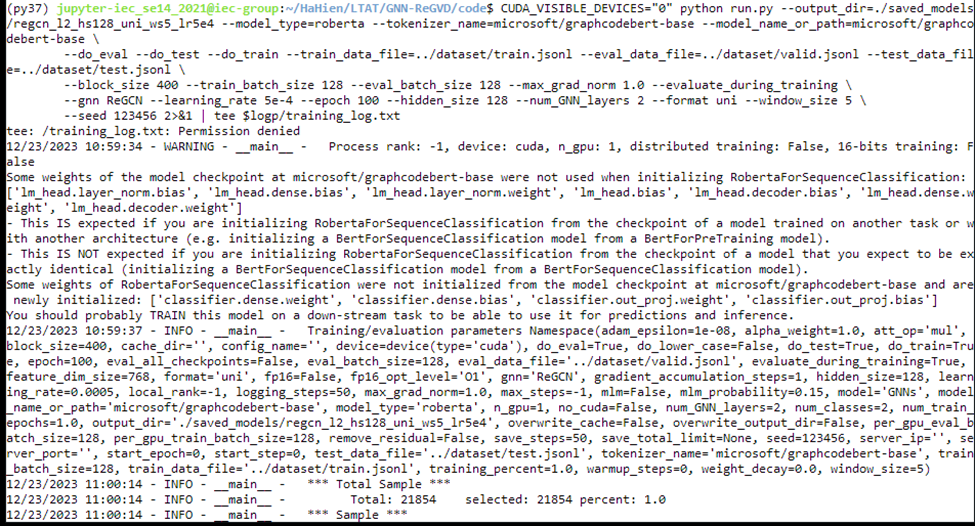 (py37) jupyter-iec_se14_2021@iec-group:~/HaHien/LTAT/GNN-ReGVD/code$ CUDA_VISIBLE_DEVICES="0" python run.py --output_dir=./saved_models
/regcn_l2_hs128_uni_ws5_lr5e4 --model_type=roberta --tokenizer_name=microsoft/graphcodebert-base --model_name_or_path=microsoft/graphc
odebert-base \
        --do_eval --do_test --do_train --train_data_file=../dataset/train.jsonl --eval_data_file=../dataset/valid.jsonl --test_data_fil
e=../dataset/test.jsonl \
        --block_size 400 --train_batch_size 128 --eval_batch_size 128 --max_grad_norm 1.0 --evaluate_during_training \
        --gnn ReGCN --learning_rate 5e-4 --epoch 100 --hidden_size 128 --num_GNN_layers 2 --format uni --window_size 5 \
        --seed 123456 2>&1 | tee $logp/training_log.txt
tee: /training_log.txt: Permission denied
12/23/2023 10:59:34 - WARNING - __main__ -   Process rank: -1, device: cuda, n_gpu: 1, distributed training: False, 16-bits training: F
alse
Some weights of the model checkpoint at microsoft/graphcodebert-base were not used when initializing RobertaForSequenceClassification:
['lm_head.layer_norm.bias', 'lm_head.dense.bias', 'lm_head.layer_norm.weight', 'lm_head.bias', 'lm_head.decoder.bias', 'lm_head.dense.w
eight', 'lm_head.decoder.weight']
- This IS expected if you are initializing RobertaForSequenceClassification from the checkpoint of a model trained on another task or w
ith another architecture (e.g. initializing a BertForSequenceClassification model from a BertForPreTraining model).
- This IS NOT expected if you are initializing RobertaForSequenceClassification from the checkpoint of a model that you expect to be ex
actly identical (initializing a BertForSequenceClassification model from a BertForSequenceClassification model).
Some weights of RobertaForSequenceClassification were not initialized from the model checkpoint at microsoft/graphcodebert-base and are
 newly initialized: ['classifier.dense.weight', 'classifier.dense.bias', 'classifier.out_proj.weight', 'classifier.out_proj.bias']
You should probably TRAIN this model on a down-stream task to be able to use it for predictions and inference.
12/23/2023 10:59:37 - INFO - __main__ -   Training/evaluation parameters Namespace(adam_epsilon=1e-08, alpha_weight=1.0, att_op='mul',
block_size=400, cache_dir='', config_name='', device=device(type='cuda'), do_eval=True, do_lower_case=False, do_test=True, do_train=Tru
e, epoch=100, eval_all_checkpoints=False, eval_batch_size=128, eval_data_file='../dataset/valid.jsonl', evaluate_during_training=True,
feature_dim_size=768, format='uni', fp16=False, fp16_opt_level='O1', gnn='ReGCN', gradient_accumulation_steps=1, hidden_size=128, learn
ing_rate=0.0005, local_rank=-1, logging_steps=50, max_grad_norm=1.0, max_steps=-1, mlm=False, mlm_probability=0.15, model='GNNs', model
_name_or_path='microsoft/graphcodebert-base', model_type='roberta', n_gpu=1, no_cuda=False, num_GNN_layers=2, num_classes=2, num_train_
epochs=1.0, output_dir='./saved_models/regcn_l2_hs128_uni_ws5_lr5e4', overwrite_cache=False, overwrite_output_dir=False, per_gpu_eval_b
atch_size=128, per_gpu_train_batch_size=128, remove_residual=False, save_steps=50, save_total_limit=None, seed=123456, server_ip='', se
rver_port='', start_epoch=0, start_step=0, test_data_file='../dataset/test.jsonl', tokenizer_name='microsoft/graphcodebert-base', train
_batch_size=128, train_data_file='../dataset/train.jsonl', training_percent=1.0, warmup_steps=0, weight_decay=0.0, window_size=5)
12/23/2023 11:00:14 - INFO - __main__ -   *** Total Sample ***
12/23/2023 11:00:14 - INFO - __main__ -         Total: 21854    selected: 21854 percent: 1.0
12/23/2023 11:00:14 - INFO - __main__ -   *** Sample ***